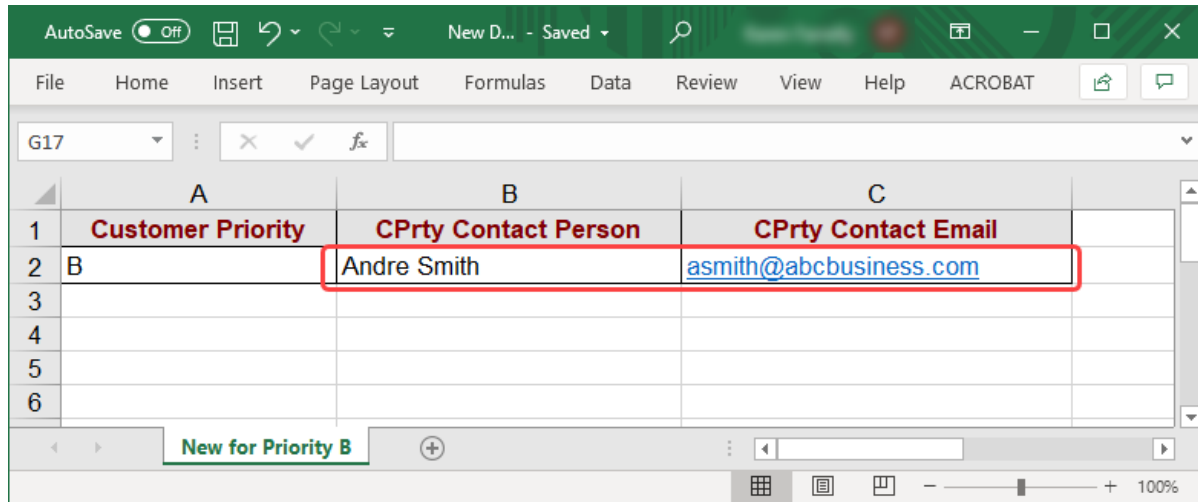 AutoSave Off New D... - Saved
File Home Insert Page Layout Formulas Data Review View Help ACROBAT
G17 fx
A B C
1 Customer Priority CPrty Contact Person CPrty Contact Email
2 B Andre Smith asmith@abcbusiness.com
3
4
5
6
New for Priority B
100%